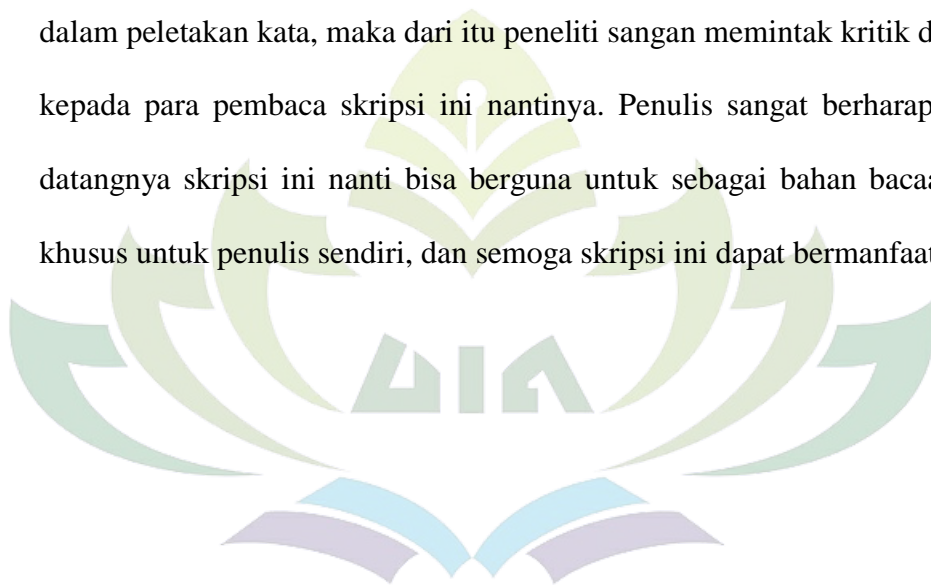 dalam peletakan kata, maka dari itu peneliti sangan memintak kritik d
kepada para pembaca skripsi ini nantinya. Penulis sangat berharap
datangnya skripsi ini nanti bisa berguna untuk sebagai bahan baca
khusus untuk penulis sendiri, dan semoga skripsi ini dapat bermanfaat
UIN